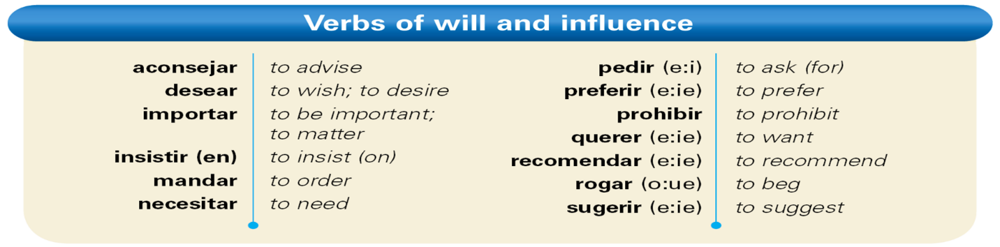 Verbs of will and influence
aconsejar to advise
desear to wish; to desire
importar to be important;
to matter
insistir (en) to insist (on)
mandar to order
necesitar to need
pedir (e:i) to ask (for)
preferir (e:ie) to prefer
prohibir to prohibit
querer (e:ie) to want
recomendar (e:ie) to recommend
rogar (o:ue) to beg
sugerir (e:ie) to suggest